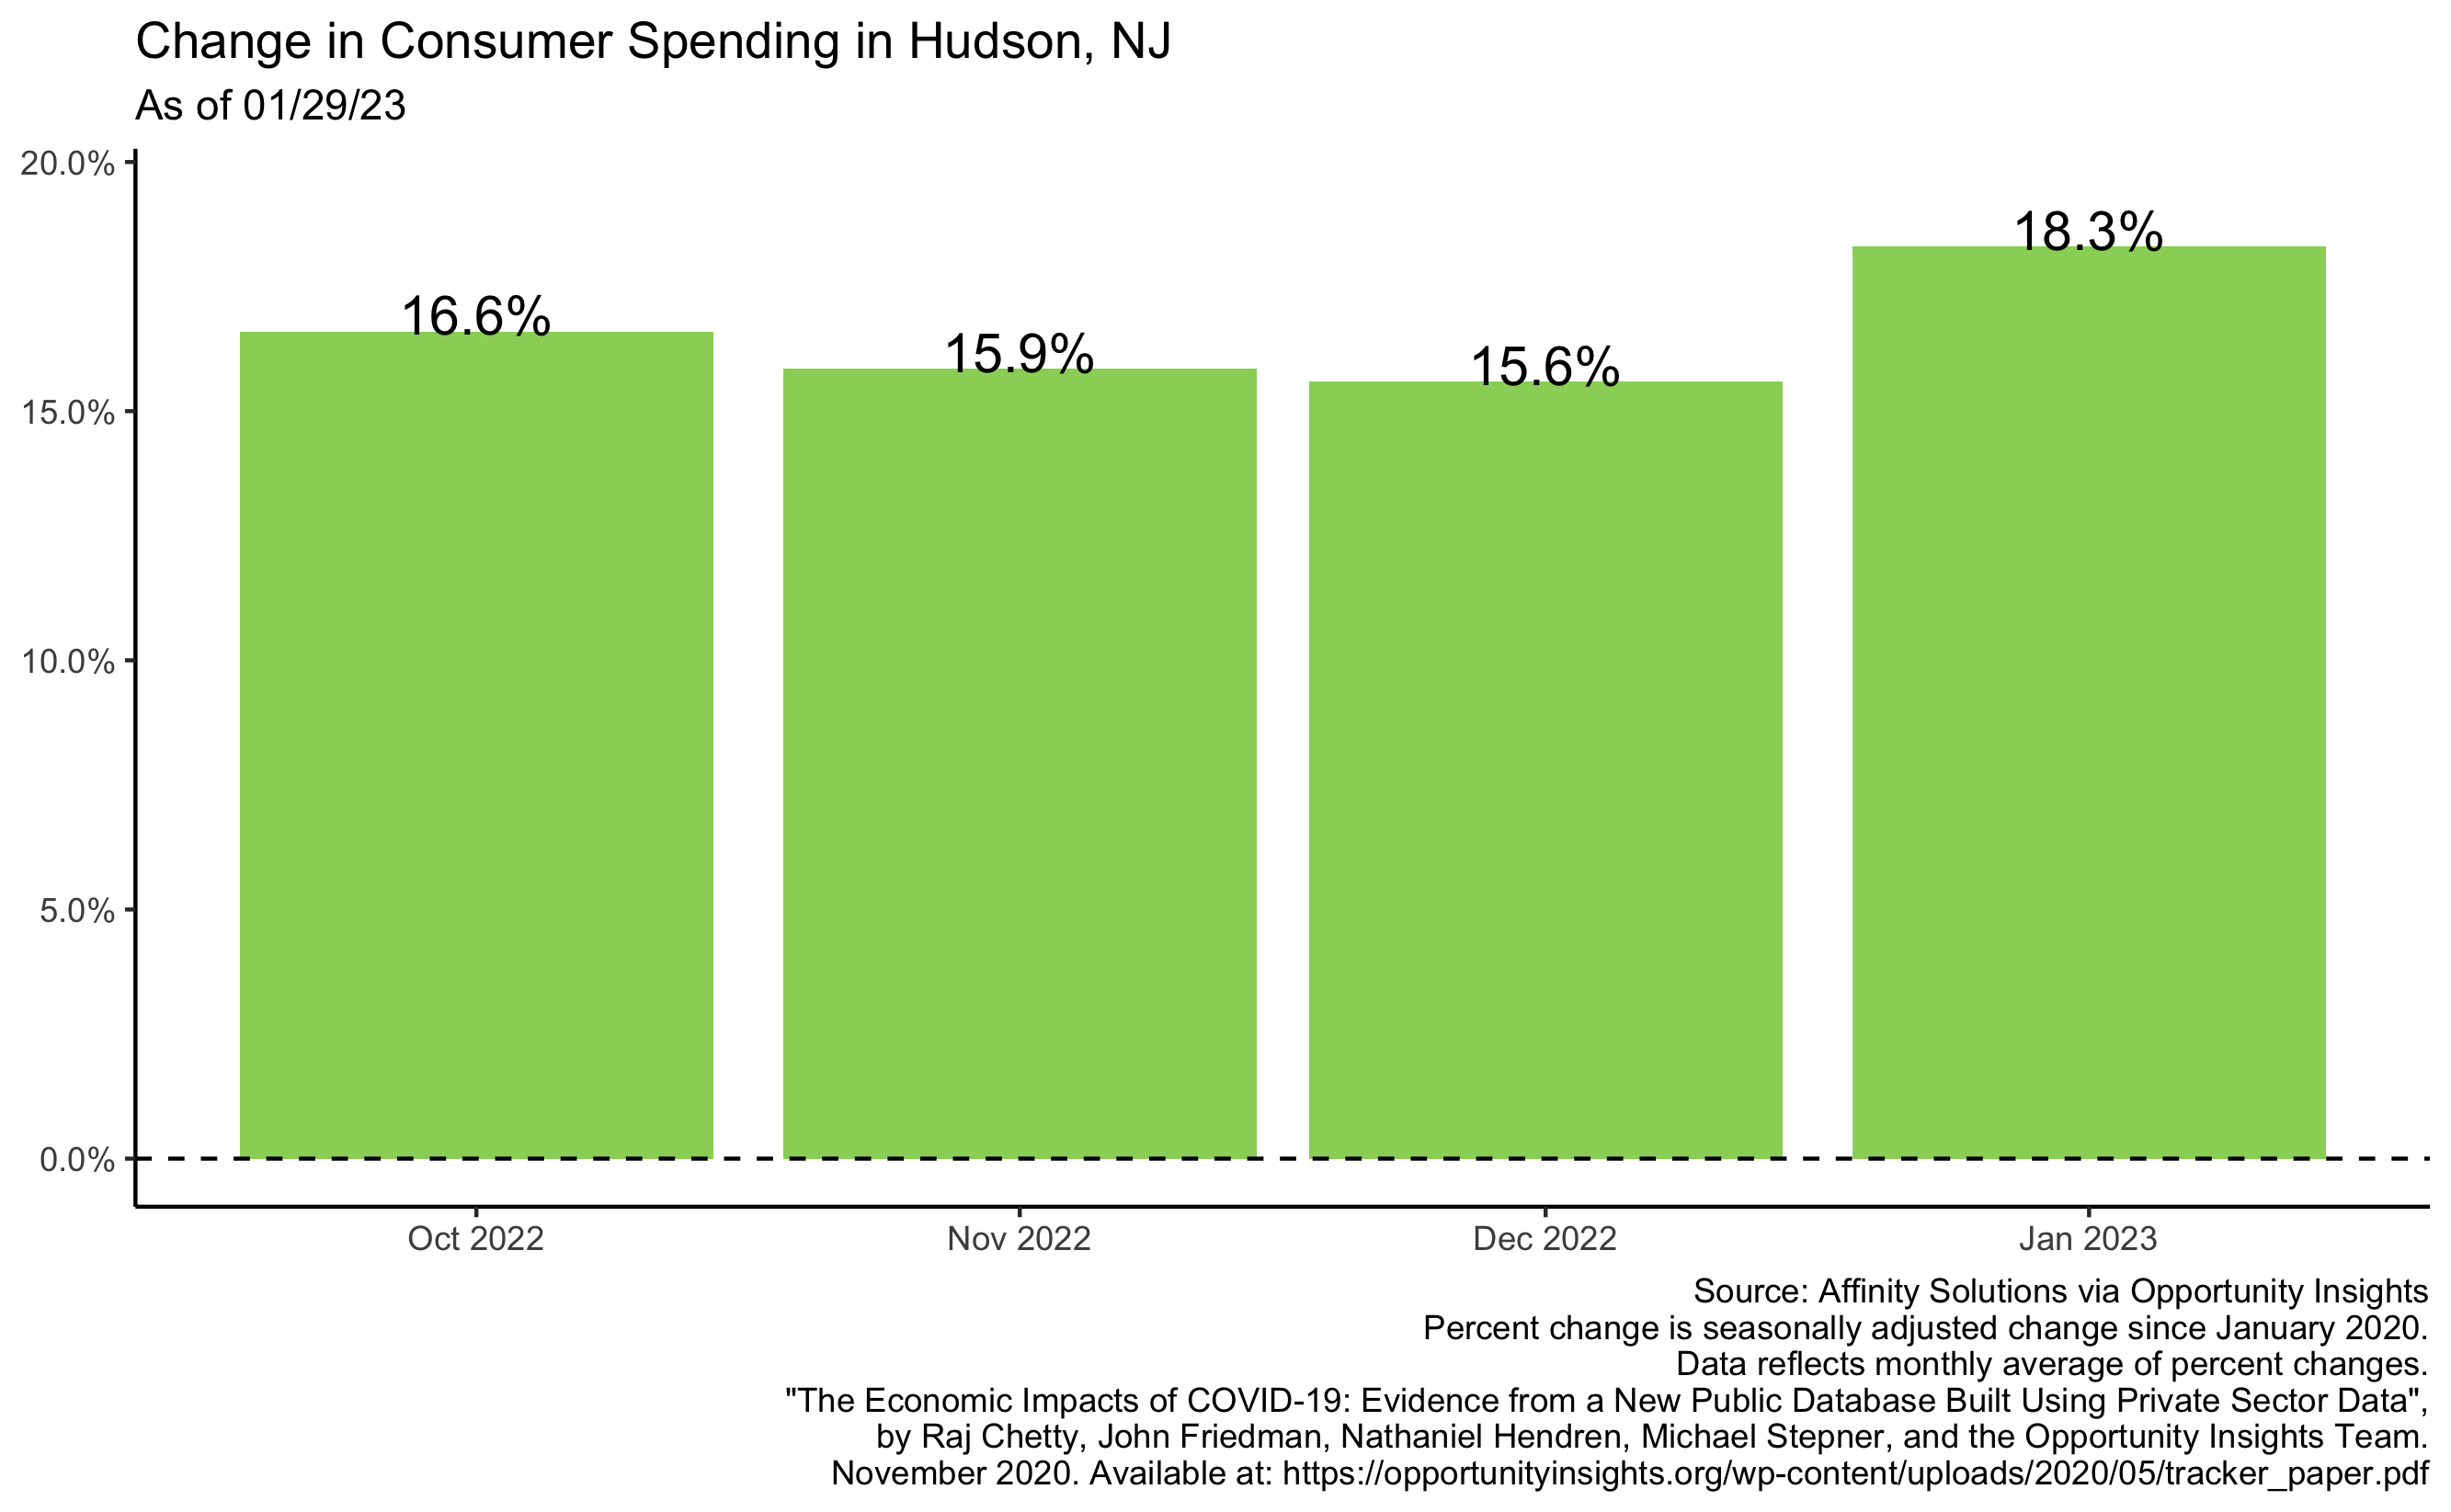 Change in Consumer Spending in Hudson, NJ
As of 01/29/23
20.0%
15.0%
10.0%
5.0%
0.0%
16.6%
15.9%
15.6%
18.3%
Oct 2022
Nov 2022
Dec 2022
Jan 2023
Source: Affinity Solutions via Opportunity Insights
Percent change is seasonally adjusted change since January 2020.
Data reflects monthly average of percent changes.
"The Economic Impacts of COVID-19: Evidence from a New Public Database Built Using Private Sector Data",
by Raj Chetty, John Friedman, Nathaniel Hendren, Michael Stepner, and the Opportunity Insights Team.
November 2020. Available at: https://opportunityinsights.org/wp-content/uploads/2020/05/tracker_paper.pdf